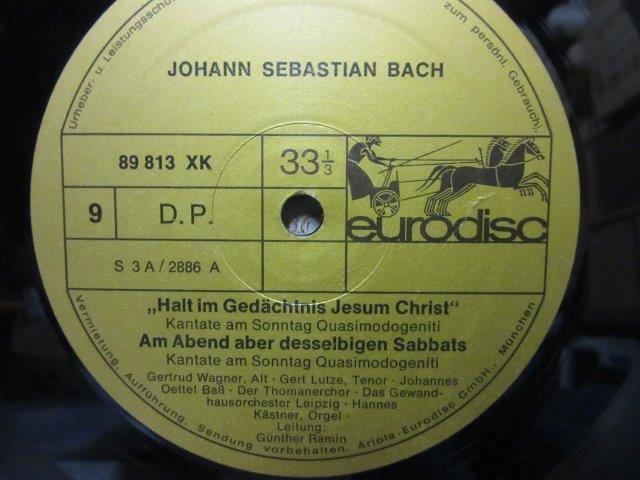 Urheber- u. Leistungsschu
zum persönl. Gebrauch!
JOHANN SEBASTIAN BACH
89 813 XK
33 1/3
9
D.P.
eurodisc
S 3 A / 2886 A
„Halt im Gedächtnis Jesum Christ“
Kantate am Sonntag Quasimodogeniti
Am Abend aber desselbigen Sabbats
Kantate am Sonntag Quasimodogeniti
Gertrud Wagner, Alt · Gert Lutze, Tenor · Johannes
Oettel Baß · Der Thomanerchor · Das Gewand-
hausorchester Leipzig · Hannes
Kästner, Orgel ·
Leitung:
Günther Ramin
Vermietung, Aufführung, Sendung vorbehalten. Ariola-Eurodisc GmbH., München